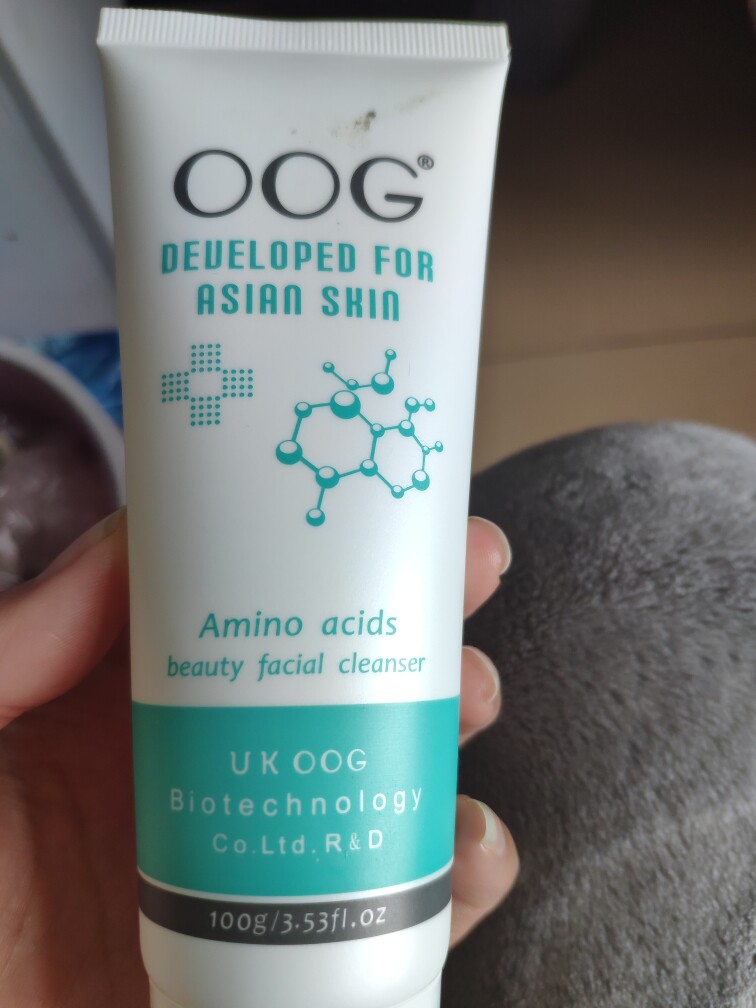 OOG®
DEVELOPED FOR
ASIAN SKIN
Amino acids
beauty facial cleanser
UK OOG
Biotechnology
Co.Ltd.R&D
100g/3.53fl.oz